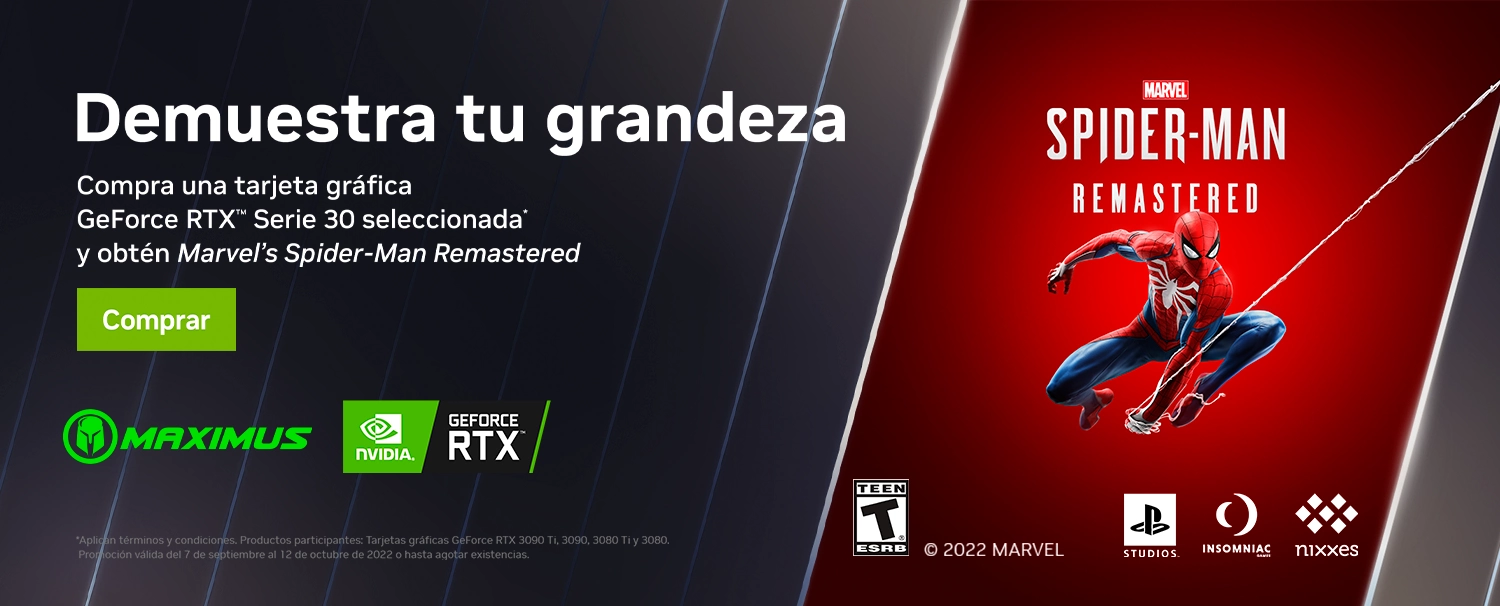 Demuestra tu grandeza
Compra una tarjeta gráfica
GeForce RTX™ Serie 30 seleccionada*
y obtén Marvel's Spider-Man Remastered
Comprar
MAXIMUS
NVIDIA.
GEFORCE
RTX™
*Aplican términos y condiciones. Productos participantes: Tarjetas gráficas GeForce RTX 3090 Ti, 3090, 3080 Ti y 3080.
Promoción válida del 7 de septiembre al 12 de octubre de 2022 o hasta agotar existencias.
MARVEL
SPIDER-MAN
REMASTERED
TEEN
T
ESRB
© 2022 MARVEL
STUDIOS.
INSOMNIAC
GAMES
nixxes